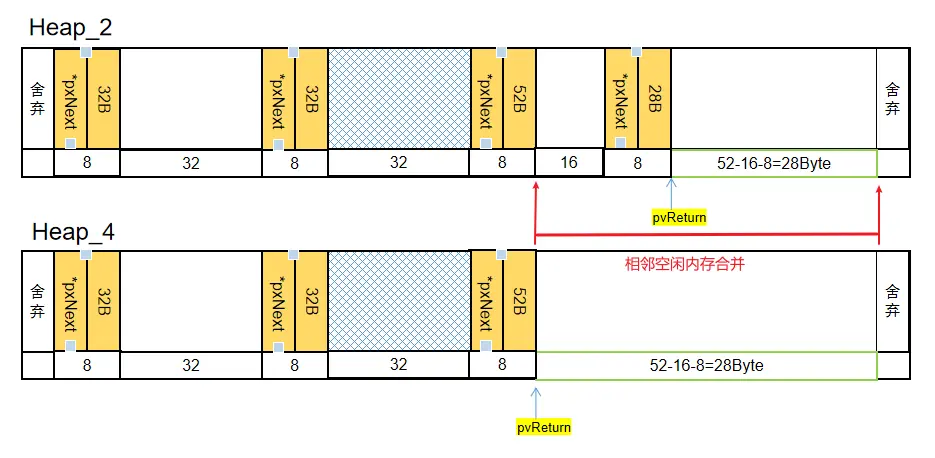 Heap_2
舍弃
*pxNext
32B
*pxNext
32B
*pxNext
52B
*pxNext
28B
舍弃
8
32
8
32
8
16
8
52-16-8=28Byte
pvReturn
Heap_4
相邻空闲内存合并
舍弃
*pxNext
32B
*pxNext
32B
*pxNext
52B
舍弃
8
32
8
32
8
52-16-8=28Byte
pvReturn